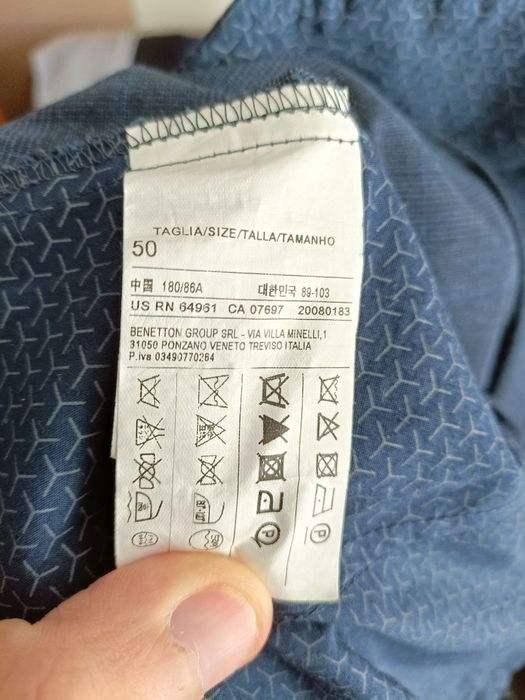 TAGLIA/SIZE/TALLA/TAMANHO
50
中国 180/86A 대한민국 89-103
US RN 64961 CA 07697 20080183
BENETTON GROUP SRL - VIA VILLA MINELLI,1
31050 PONZANO VENETO TREVISO ITALIA
P.iva 03490770264